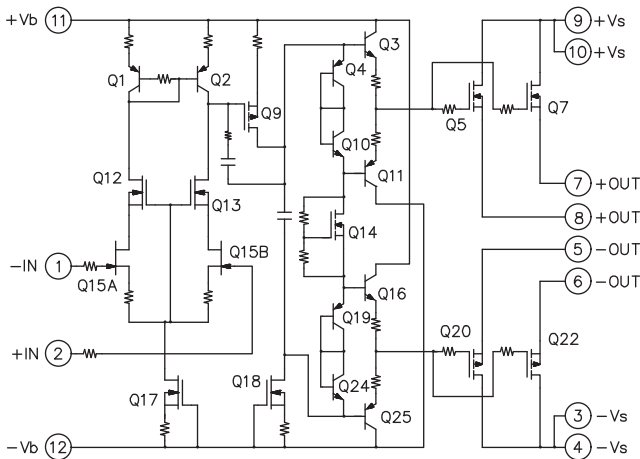 +Vb 11
Q3
9 +Vs
Q4
10 +Vs
Q1
Q2
Q9
Q5
Q7
Q10
Q12
Q11
7 +OUT
Q13
8 +OUT
Q14
5 −OUT
−IN 1
Q15B
6 −OUT
Q15A
Q16
Q19
Q20
Q22
+IN 2
Q18
Q24
Q17
3 −Vs
Q25
−Vb 12
4 −Vs